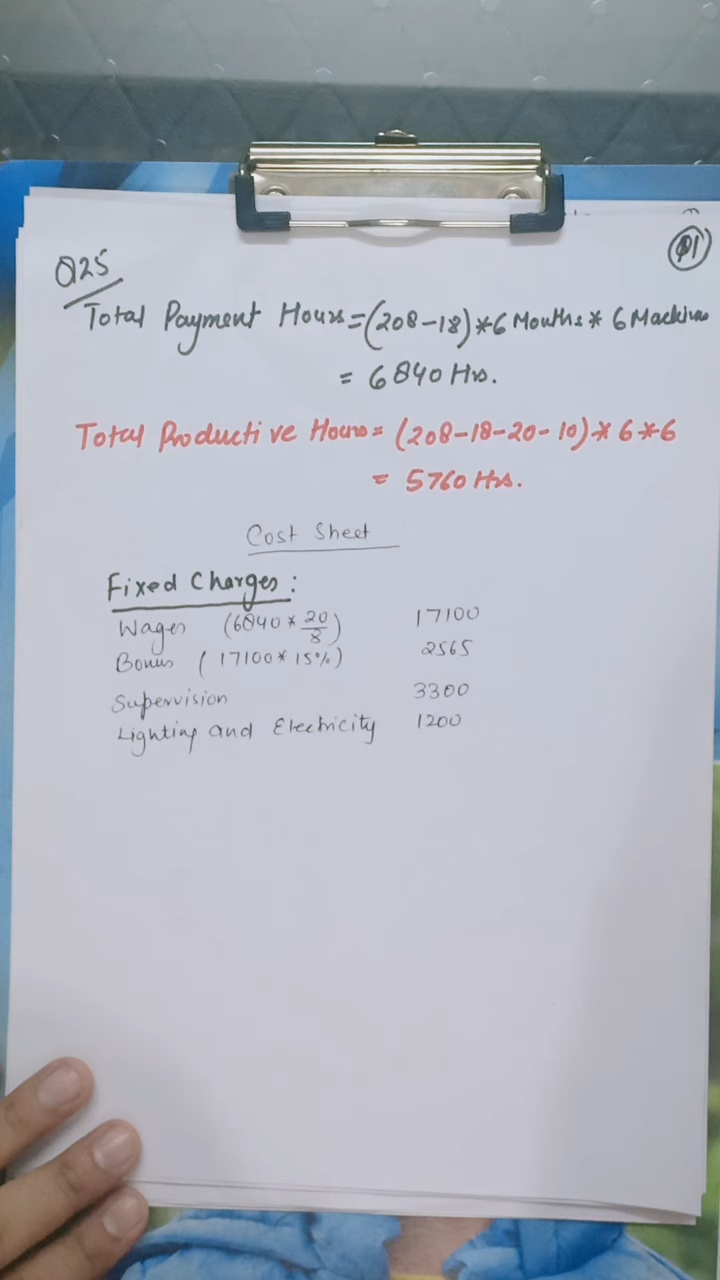 Q25
P1
Total Payment Hours = (208-18)*6 Months * 6 Machines
= 6840 Hrs.
Total Productive Hours = (208-18-20-10)*6*6
= 5760 Hrs.
Cost Sheet
Fixed Charges:
Wages (6840 * 20/8) 17100
Bonus (17100 * 15%) 2565
Supervision 3300
Lighting and Electricity 1200